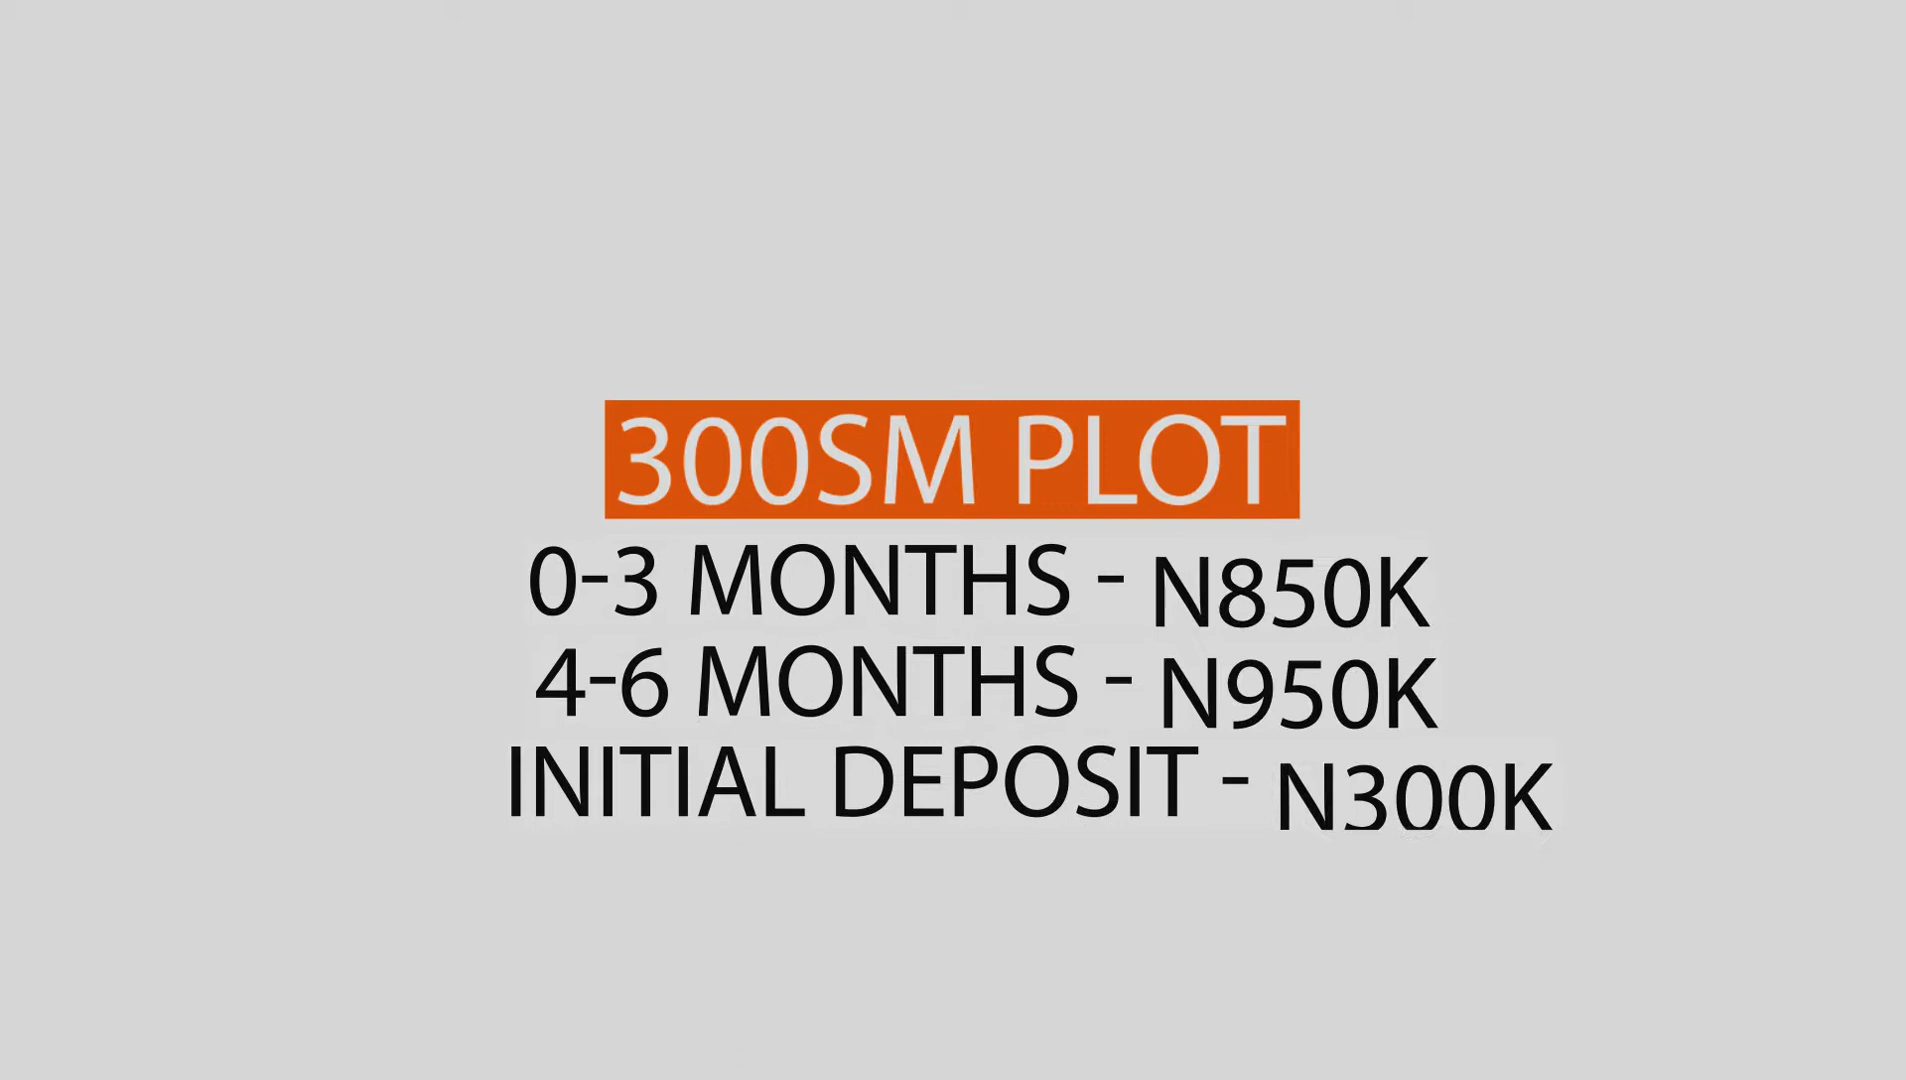 300SM PLOT
0-3 MONTHS - N850K
4-6 MONTHS - N950K
INITIAL DEPOSIT - N300K